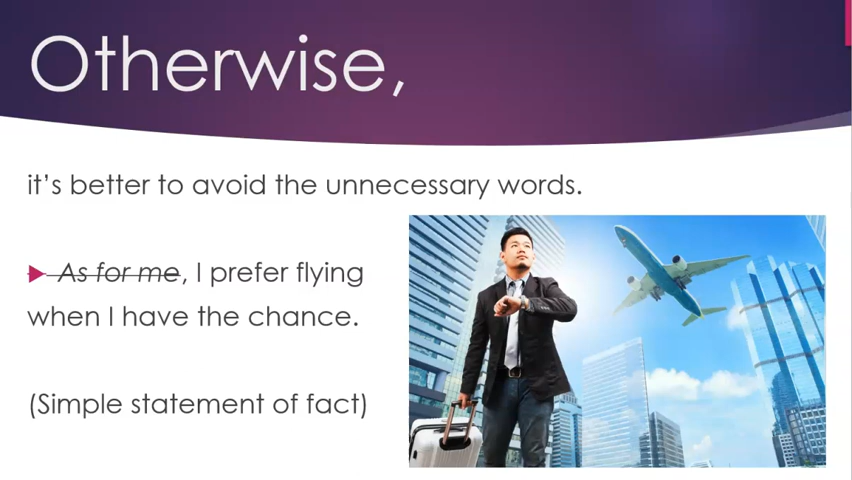 Otherwise,
it’s better to avoid the unnecessary words.
As for me, I prefer flying
when I have the chance.
(Simple statement of fact)